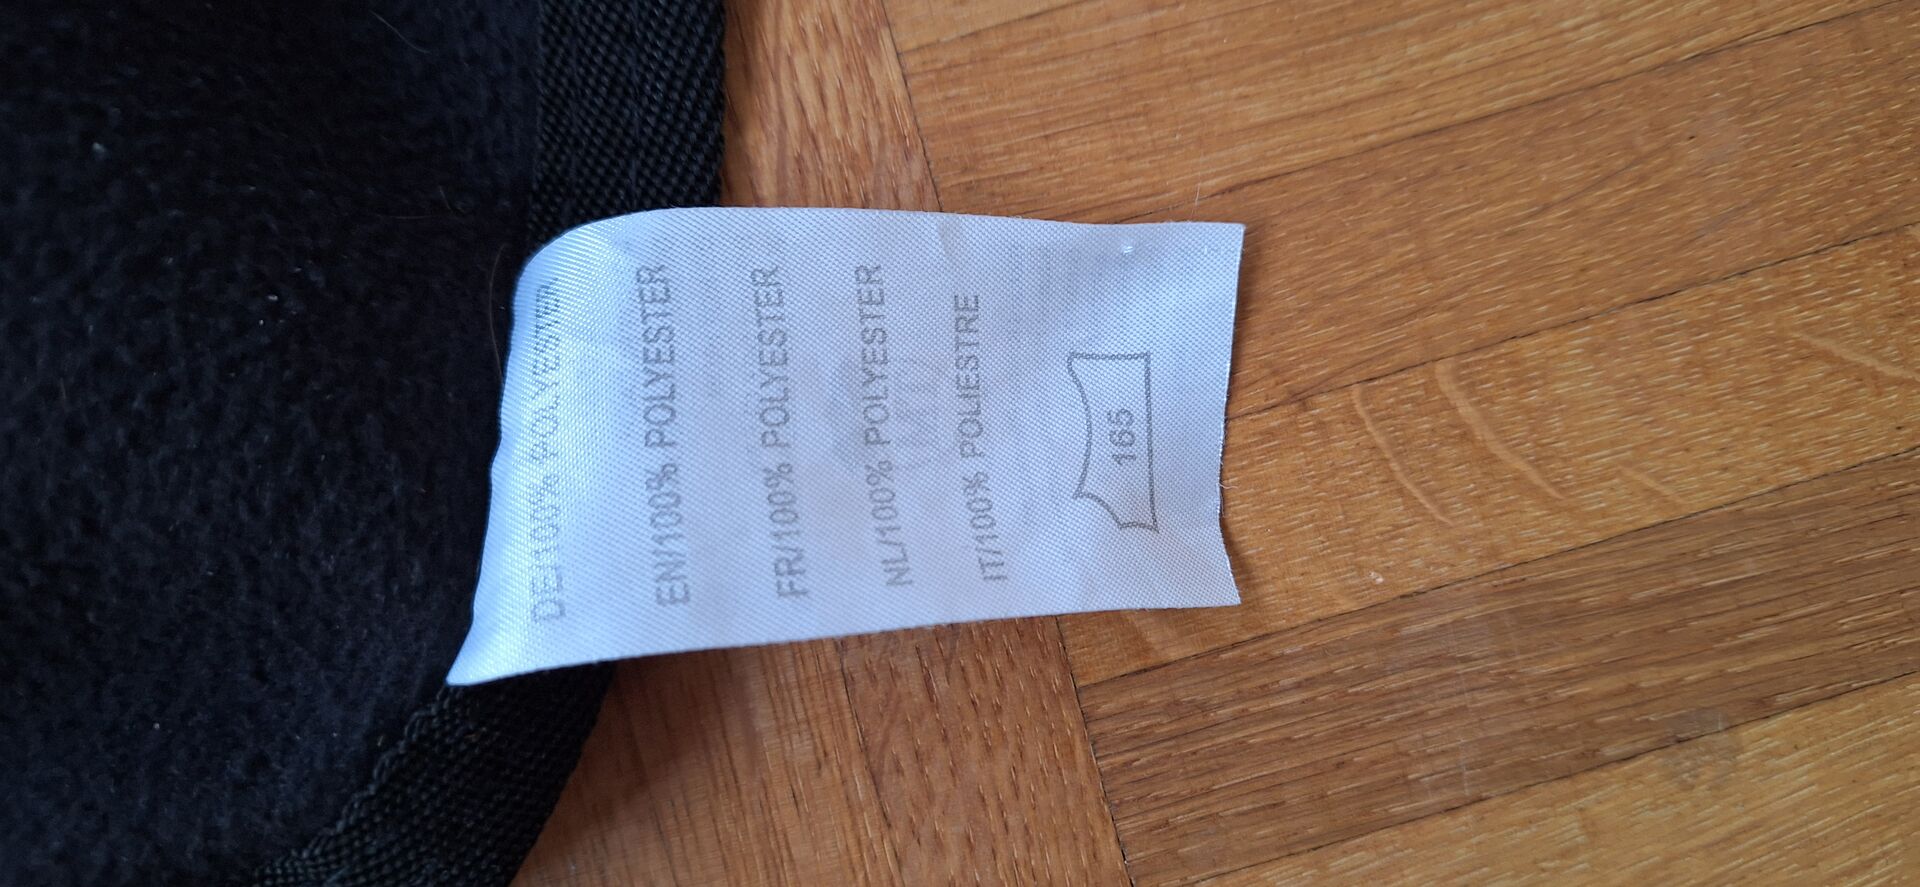 DE/100% POLYESTER
EN/100% POLYESTER
FR/100% POLYESTER
NL/100% POLYESTER
IT/100% POLIESTRE
165